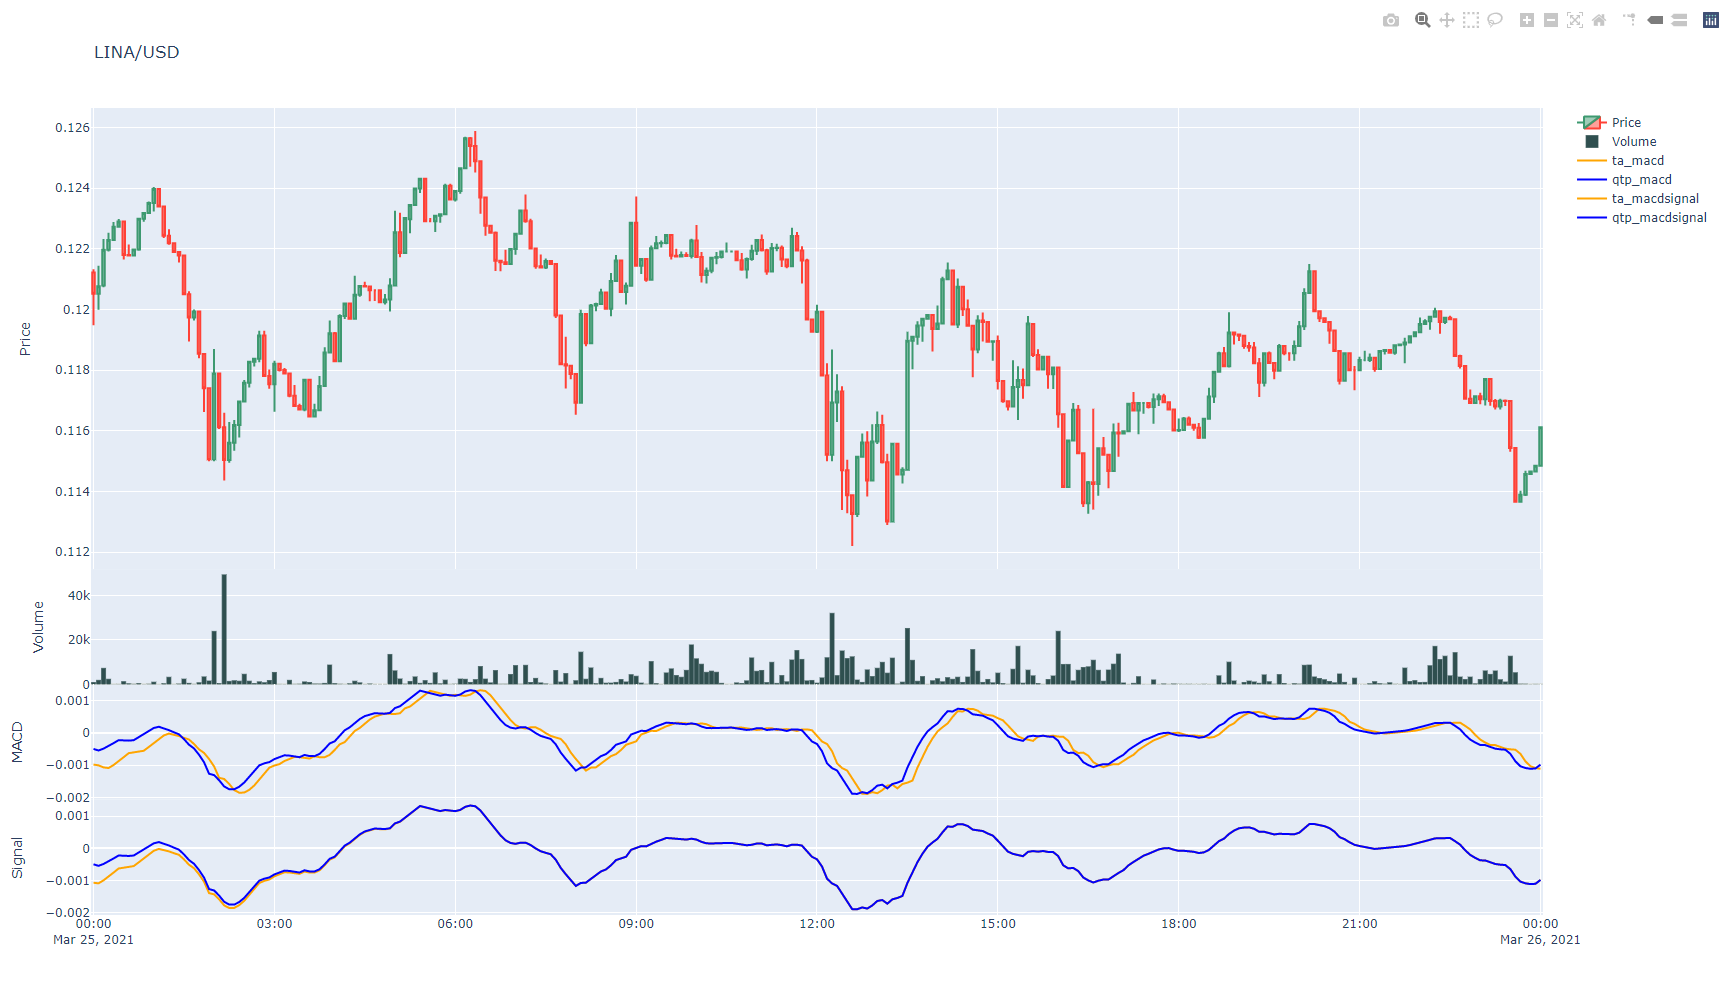 LINA/USD
0.126
0.124
0.122
0.12
0.118
0.116
0.114
0.112
Price
40k
20k
0
Volume
0.001
0
−0.001
−0.002
MACD
0.001
0
−0.001
−0.002
Signal
00:00
Mar 25, 2021
03:00
06:00
09:00
12:00
15:00
18:00
21:00
00:00
Mar 26, 2021
Price
Volume
ta_macd
qtp_macd
ta_macdsignal
qtp_macdsignal